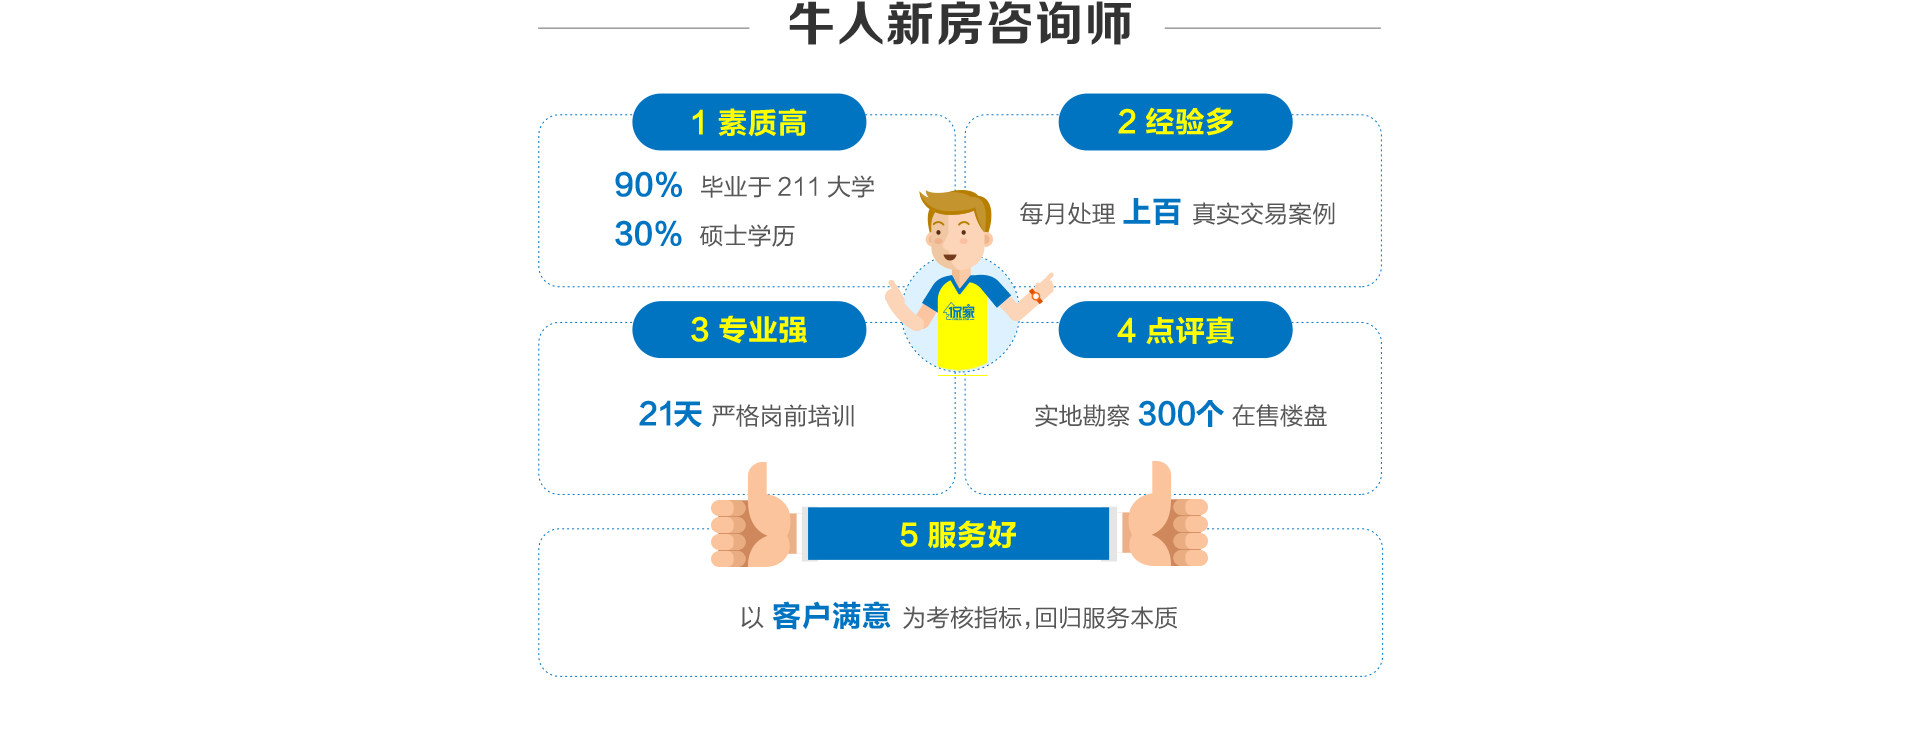 牛人新房咨询师
1 素质高
90% 毕业于 211 大学
30% 硕士学历
2 经验多
每月处理 上百 真实交易案例
3 专业强
21天 严格岗前培训
4 点评真
实地勘察 300个 在售楼盘
5 服务好
以 客户满意 为考核指标,回归服务本质